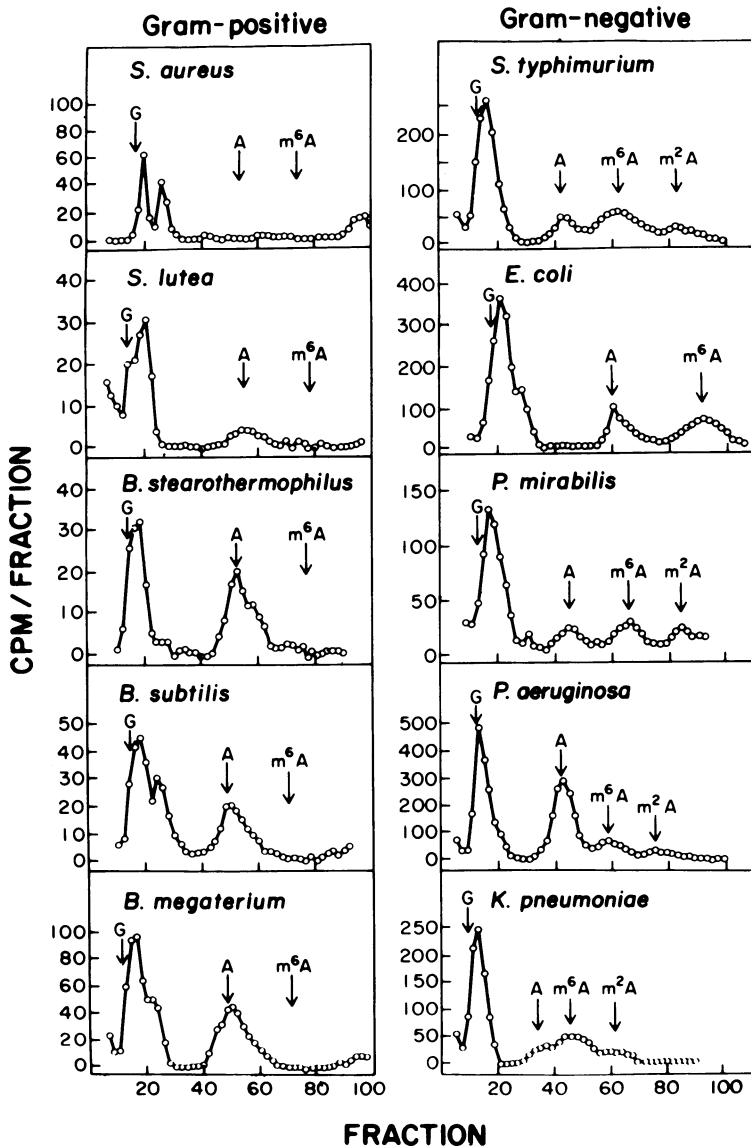 Gram-positive
Gram-negative
S. aureus
G
A
m⁶A
100
80
60
40
20
0
S. lutea
G
A
m⁶A
40
30
20
10
0
B. stearothermophilus
G
A
m⁶A
40
30
20
10
0
B. subtilis
G
A
m⁶A
50
40
30
20
10
0
B. megaterium
G
A
m⁶A
100
80
60
40
20
0
20 40 60 80 100
S. typhimurium
G
A
m⁶A
m²A
200
150
100
50
0
E. coli
G
A
m⁶A
400
300
200
100
0
P. mirabilis
G
A
m⁶A
m²A
150
100
50
0
P. aeruginosa
G
A
m⁶A
m²A
500
400
300
200
100
0
K. pneumoniae
G
A
m⁶A
m²A
250
200
150
100
50
0
20 40 60 80 100
CPM/FRACTION
FRACTION